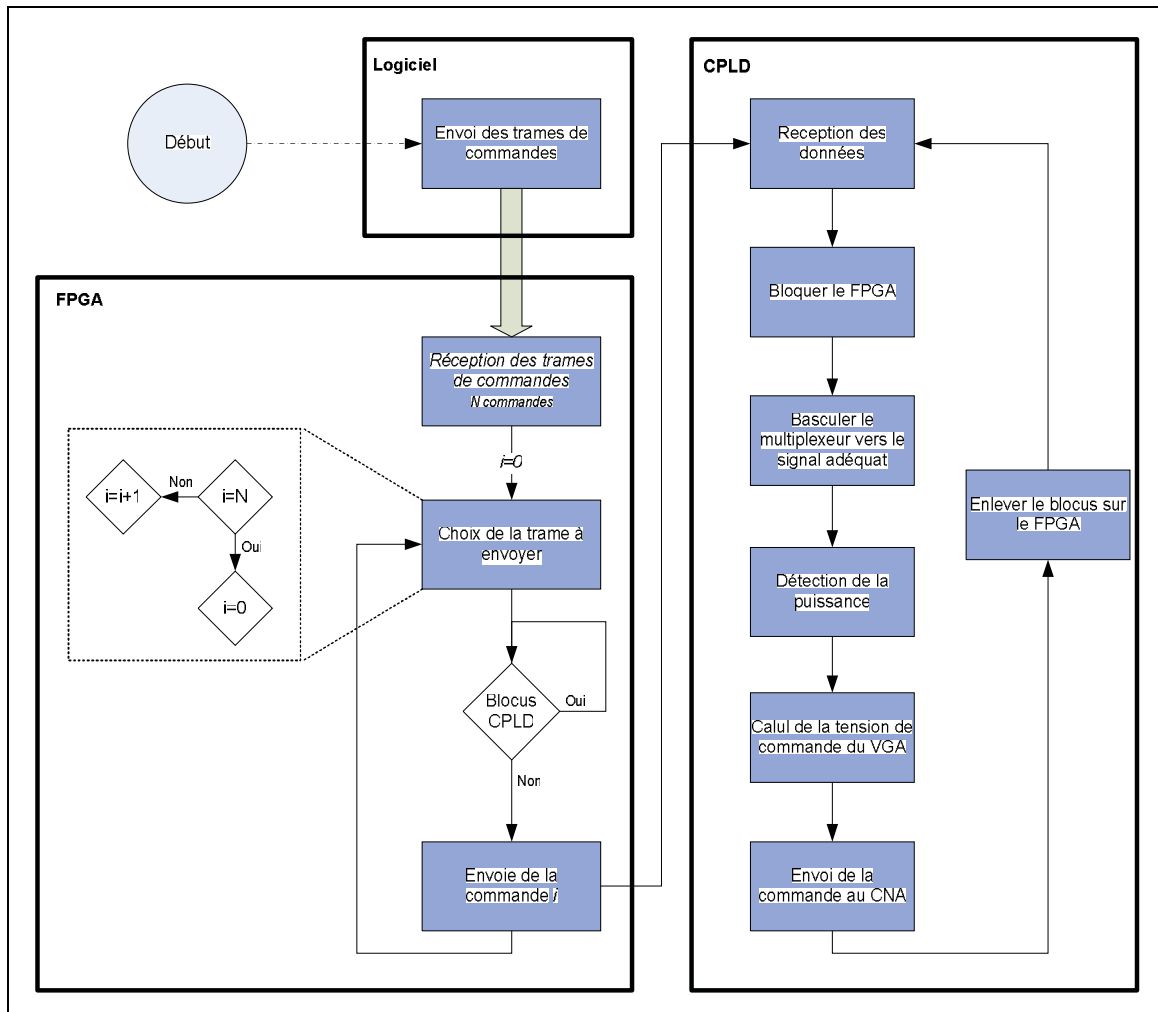 Logiciel
Début
Envoi des trames de
commandes
FPGA
Réception des trames
de commandes
N commandes
i=0
Choix de la trame à
envoyer
i=i+1
Non
i=N
Oui
i=0
Blocus
CPLD
Oui
Non
Envoie de la
commande i
CPLD
Reception des
données
Bloquer le FPGA
Basculer le
multiplexeur vers le
signal adéquat
Détection de la
puissance
Calul de la tension de
commande du VGA
Envoi de la
commande au CNA
Enlever le blocus sur
le FPGA